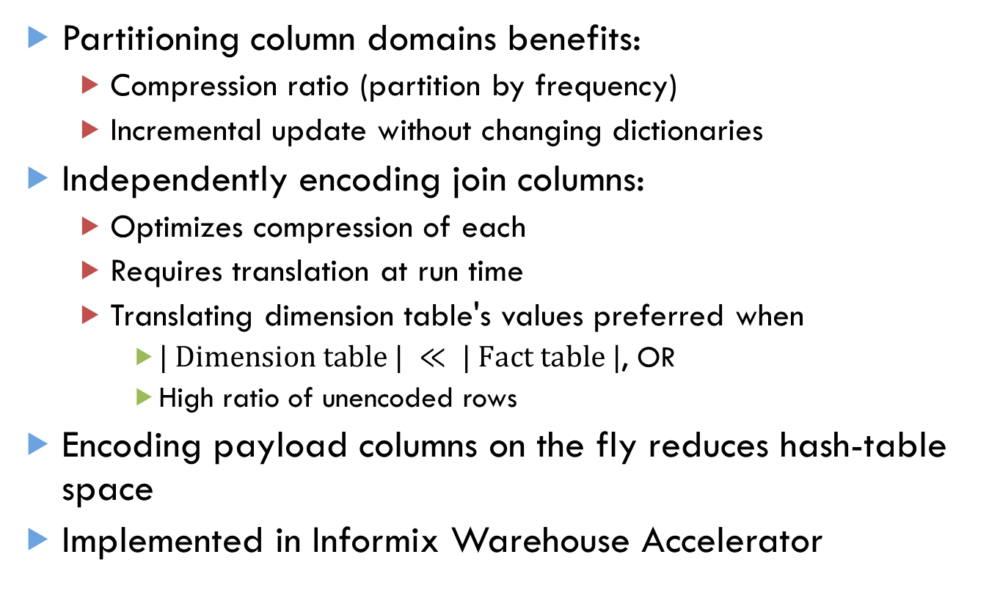 Partitioning column domains benefits:
Compression ratio (partition by frequency)
Incremental update without changing dictionaries
Independently encoding join columns:
Optimizes compression of each
Requires translation at run time
Translating dimension table's values preferred when
| Dimension table | ≪ | Fact table |, OR
High ratio of unencoded rows
Encoding payload columns on the fly reduces hash-table
space
Implemented in Informix Warehouse Accelerator